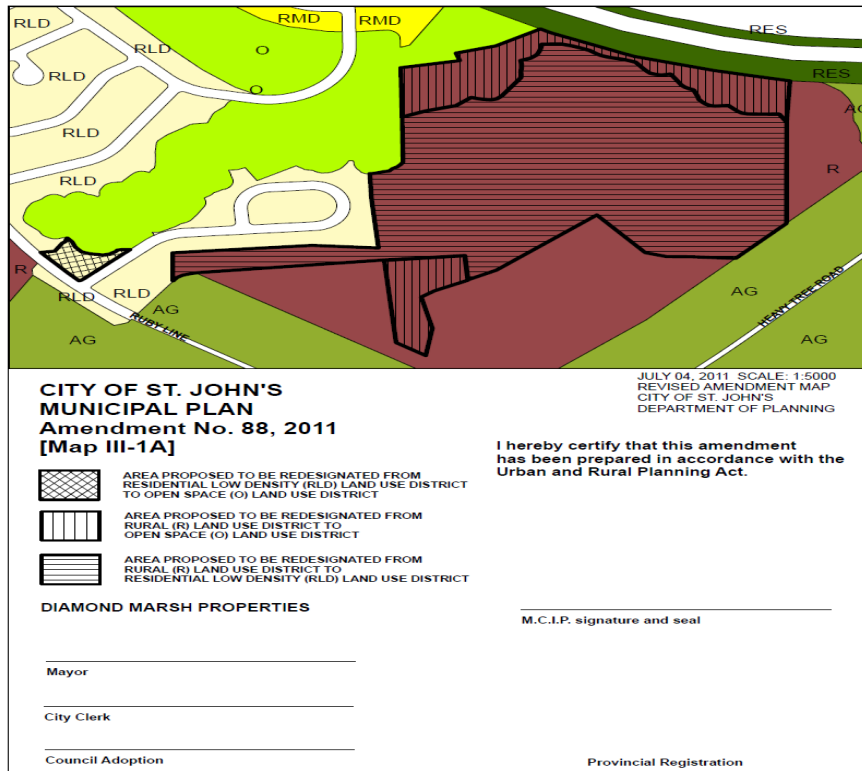 RLD
RMD
RMD
RES
RLD
O
O
RES
RLD
AG
RLD
R
RLD
R
RLD
RLD
AG
RUBY LINE
AG
AG
HEAVY TREE ROAD
AG
CITY OF ST. JOHN'S
MUNICIPAL PLAN
Amendment No. 88, 2011
[Map III-1A]
JULY 04, 2011 SCALE: 1:5000
REVISED AMENDMENT MAP
CITY OF ST. JOHN'S
DEPARTMENT OF PLANNING
I hereby certify that this amendment
has been prepared in accordance with the
Urban and Rural Planning Act.
AREA PROPOSED TO BE REDESIGNATED FROM
RESIDENTIAL LOW DENSITY (RLD) LAND USE DISTRICT
TO OPEN SPACE (O) LAND USE DISTRICT
AREA PROPOSED TO BE REDESIGNATED FROM
RURAL (R) LAND USE DISTRICT TO
OPEN SPACE (O) LAND USE DISTRICT
AREA PROPOSED TO BE REDESIGNATED FROM
RURAL (R) LAND USE DISTRICT TO
RESIDENTIAL LOW DENSITY (RLD) LAND USE DISTRICT
DIAMOND MARSH PROPERTIES
M.C.I.P. signature and seal
Mayor
City Clerk
Council Adoption
Provincial Registration